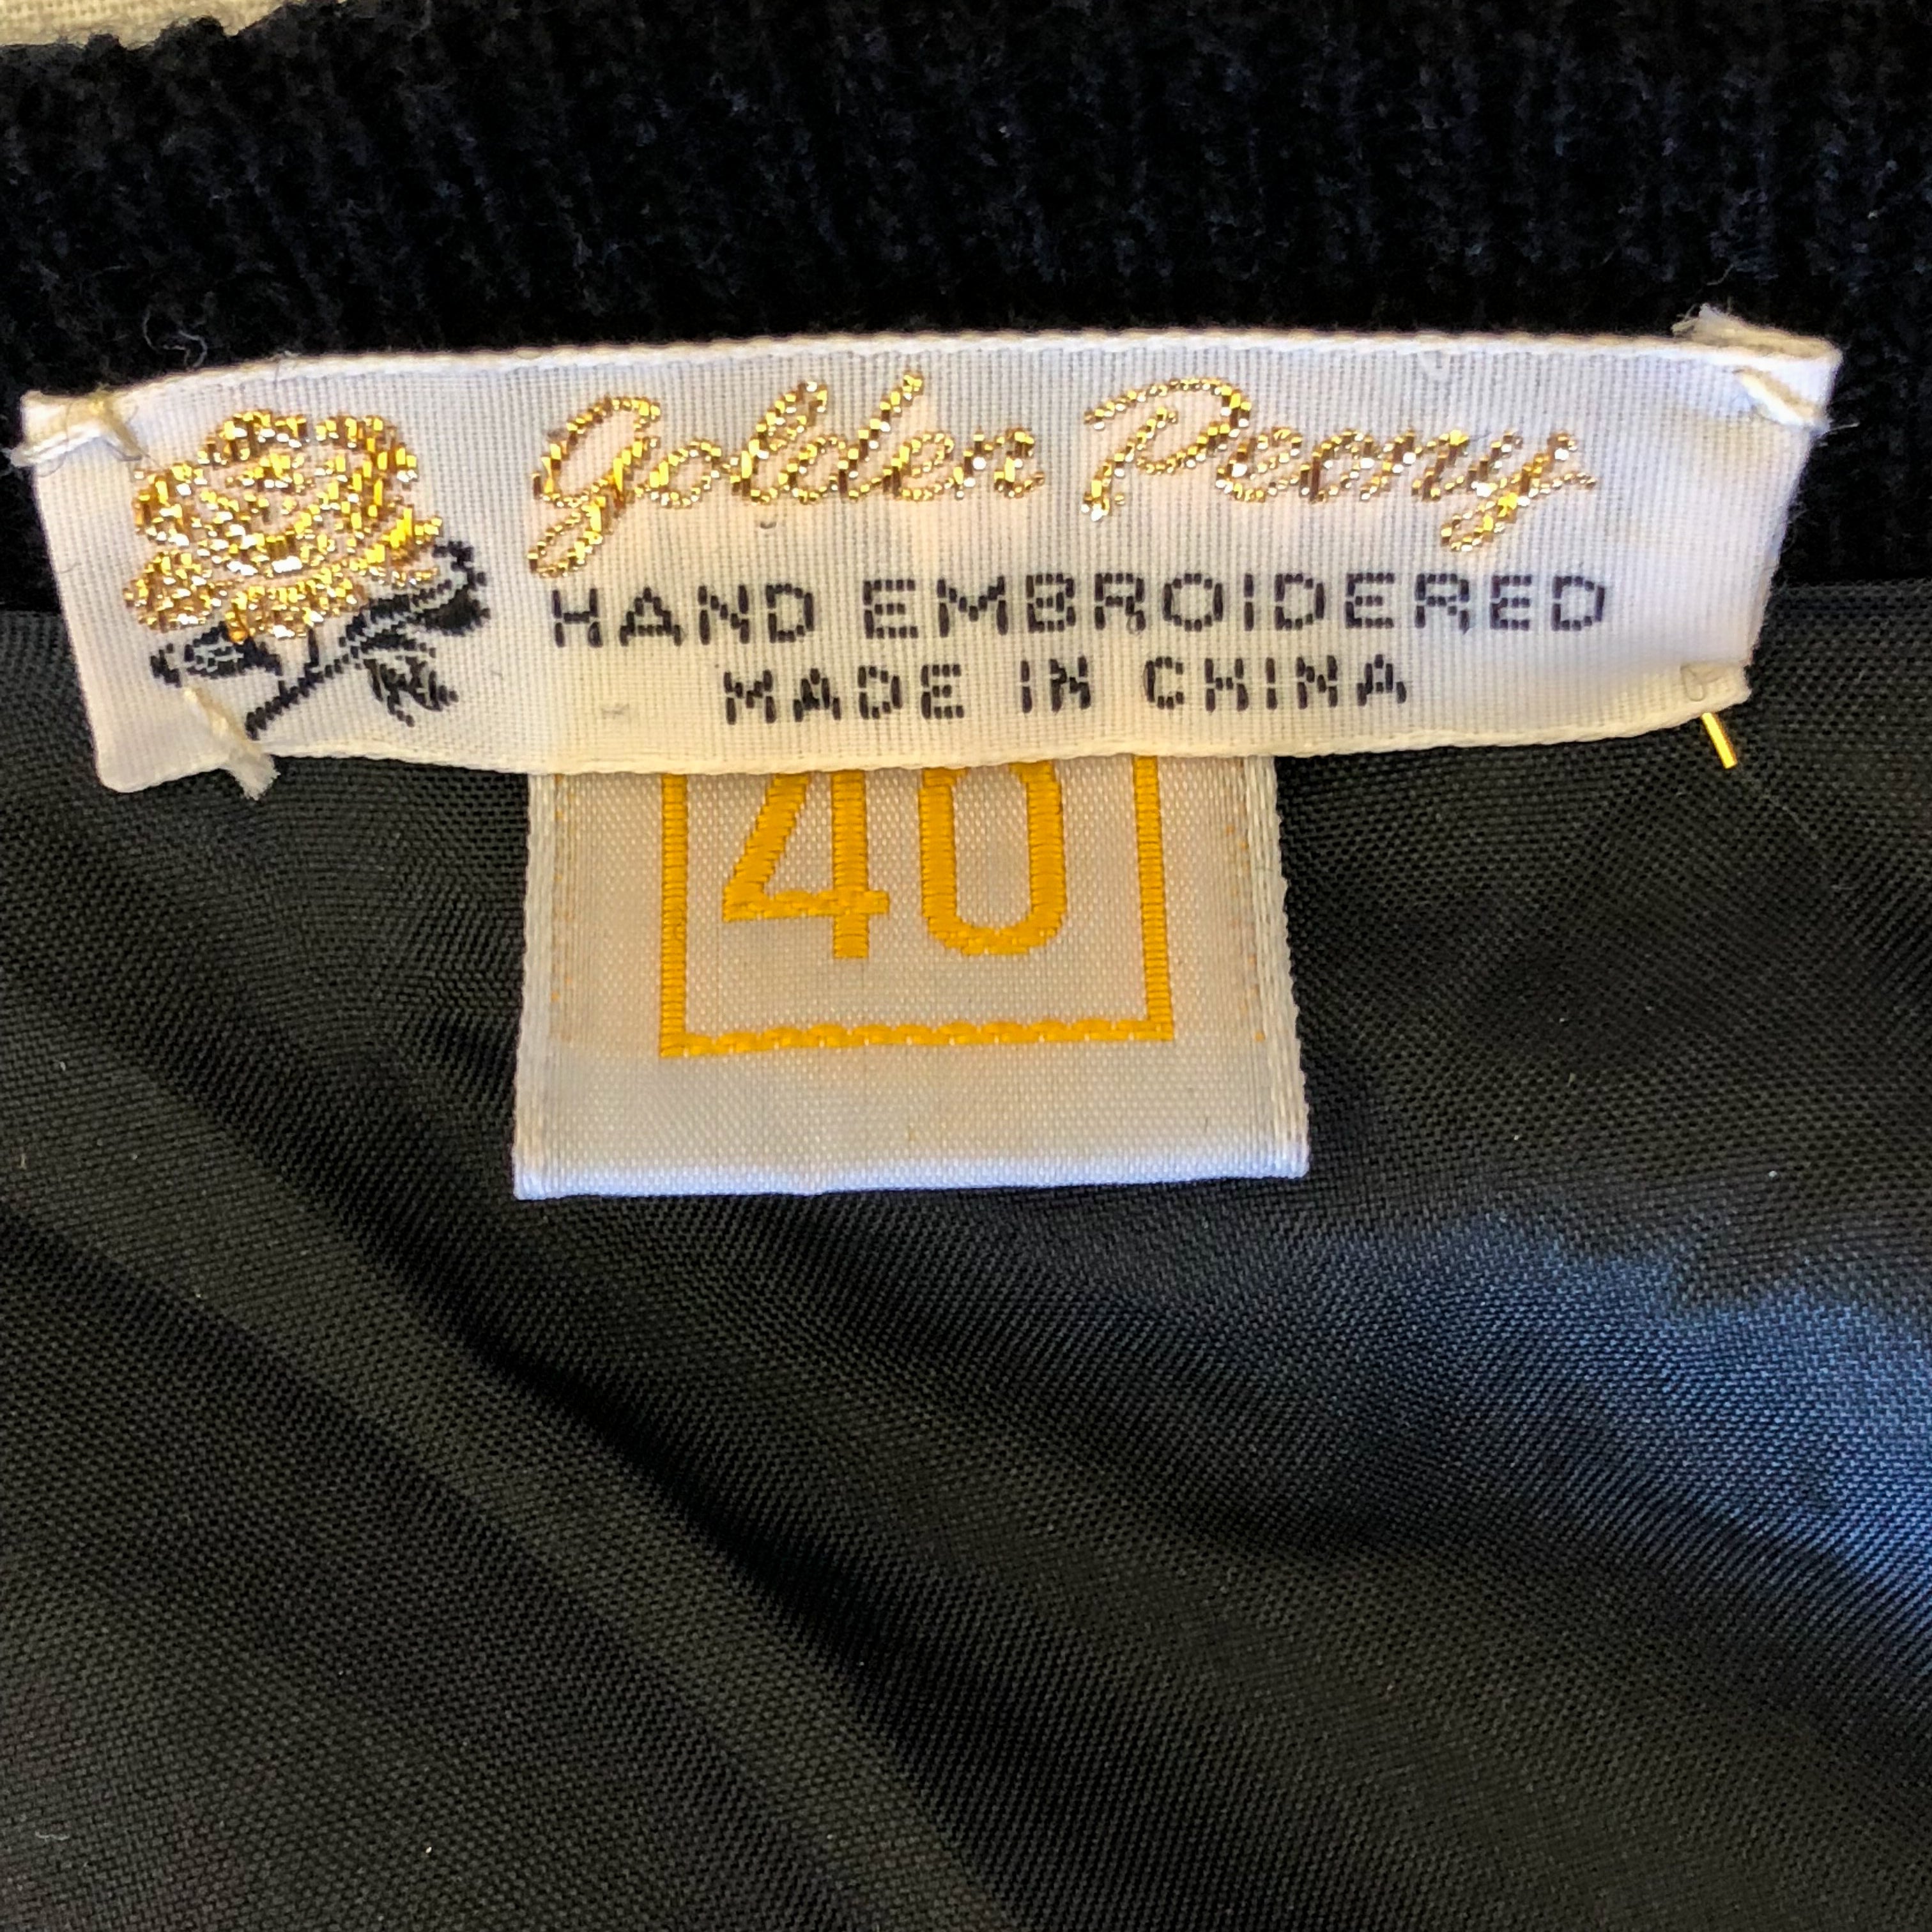 Golden Peony
HAND EMBROIDERED
MADE IN CHINA
40